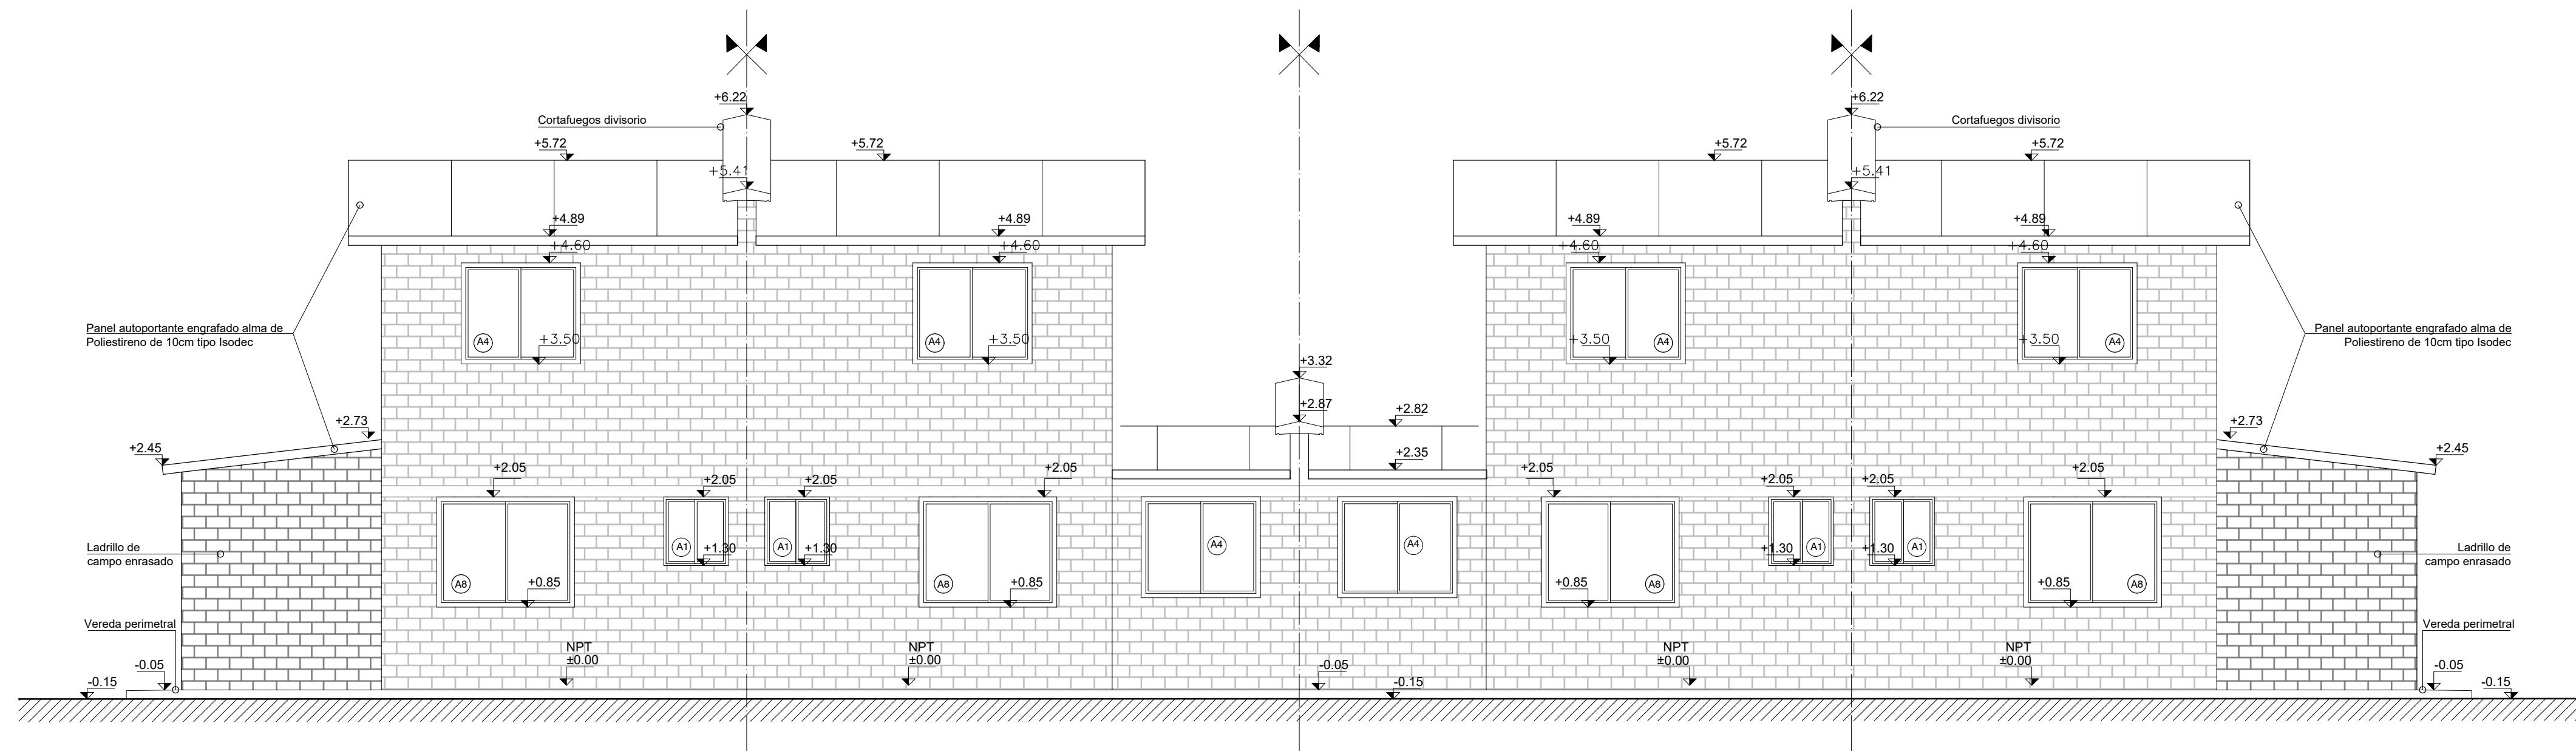 +6.22
+6.22
Cortafuegos divisorio
Cortafuegos divisorio
+5.72
+5.72
+5.72
+5.72
+5.41
+5.41
+4.89
+4.89
+4.89
+4.89
+4.60
+4.60
+4.60
+4.60
Panel autoportante engrafado alma de
Poliestireno de 10cm tipo Isodec
A4
+3.50
A4
+3.50
+3.50
A4
+3.50
A4
Panel autoportante engrafado alma de
Poliestireno de 10cm tipo Isodec
+3.32
+2.87
+2.82
+2.73
+2.73
+2.45
+2.45
+2.35
+2.05
+2.05
+2.05
+2.05
+2.05
+2.05
+2.05
+2.05
Ladrillo de
campo enrasado
A1
+1.30
A1
+1.30
A4
A4
+1.30
A1
+1.30
A1
Ladrillo de
campo enrasado
A8
+0.85
A8
+0.85
+0.85
A8
+0.85
A8
Vereda perimetral
Vereda perimetral
NPT
±0.00
NPT
±0.00
NPT
±0.00
NPT
±0.00
-0.05
-0.05
-0.05
-0.15
-0.15
-0.15